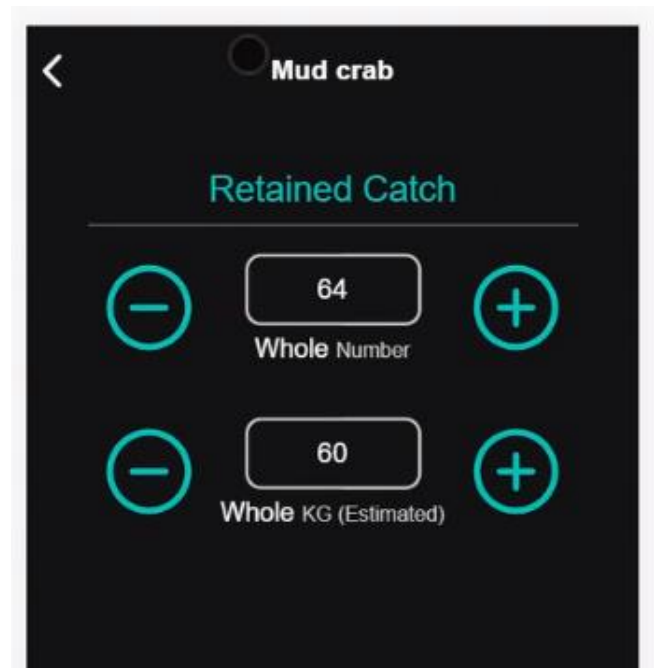 Mud crab
Retained Catch
64
Whole Number
60
Whole KG (Estimated)